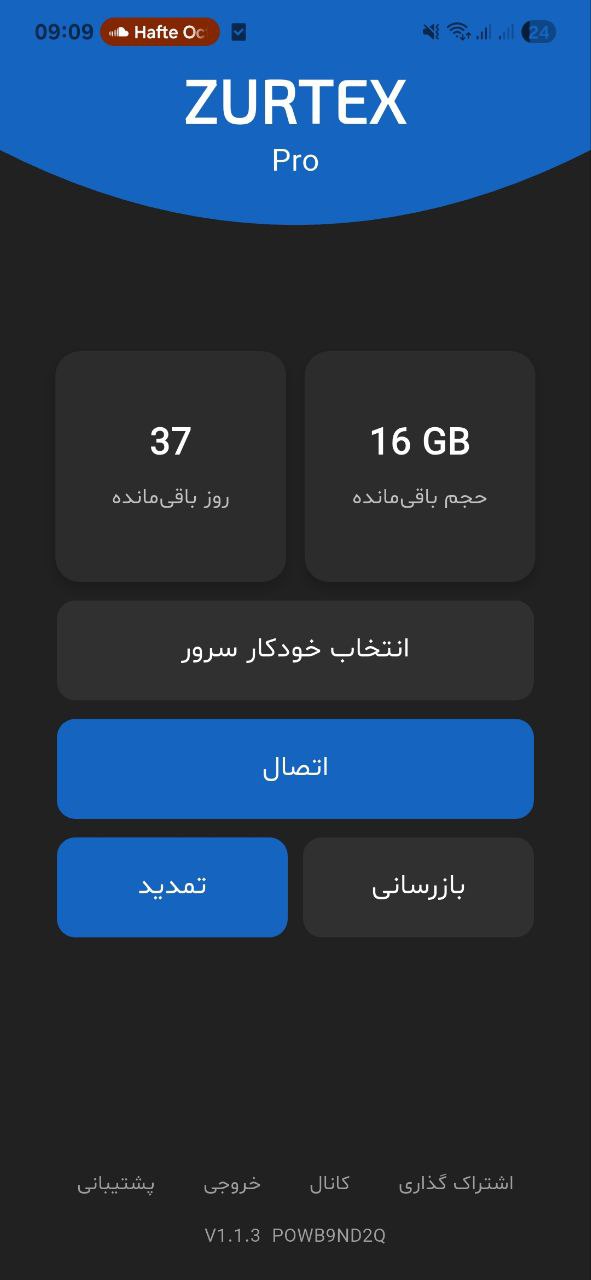 09:09 Hafte Oc 24
ZURTEX
Pro
16 GB
حجم باقی‌مانده
37
روز باقی‌مانده
انتخاب خودکار سرور
اتصال
بازرسانی تمدید
اشتراک گذاری کانال خروجی پشتیبانی
V1.1.3 POWB9ND2Q